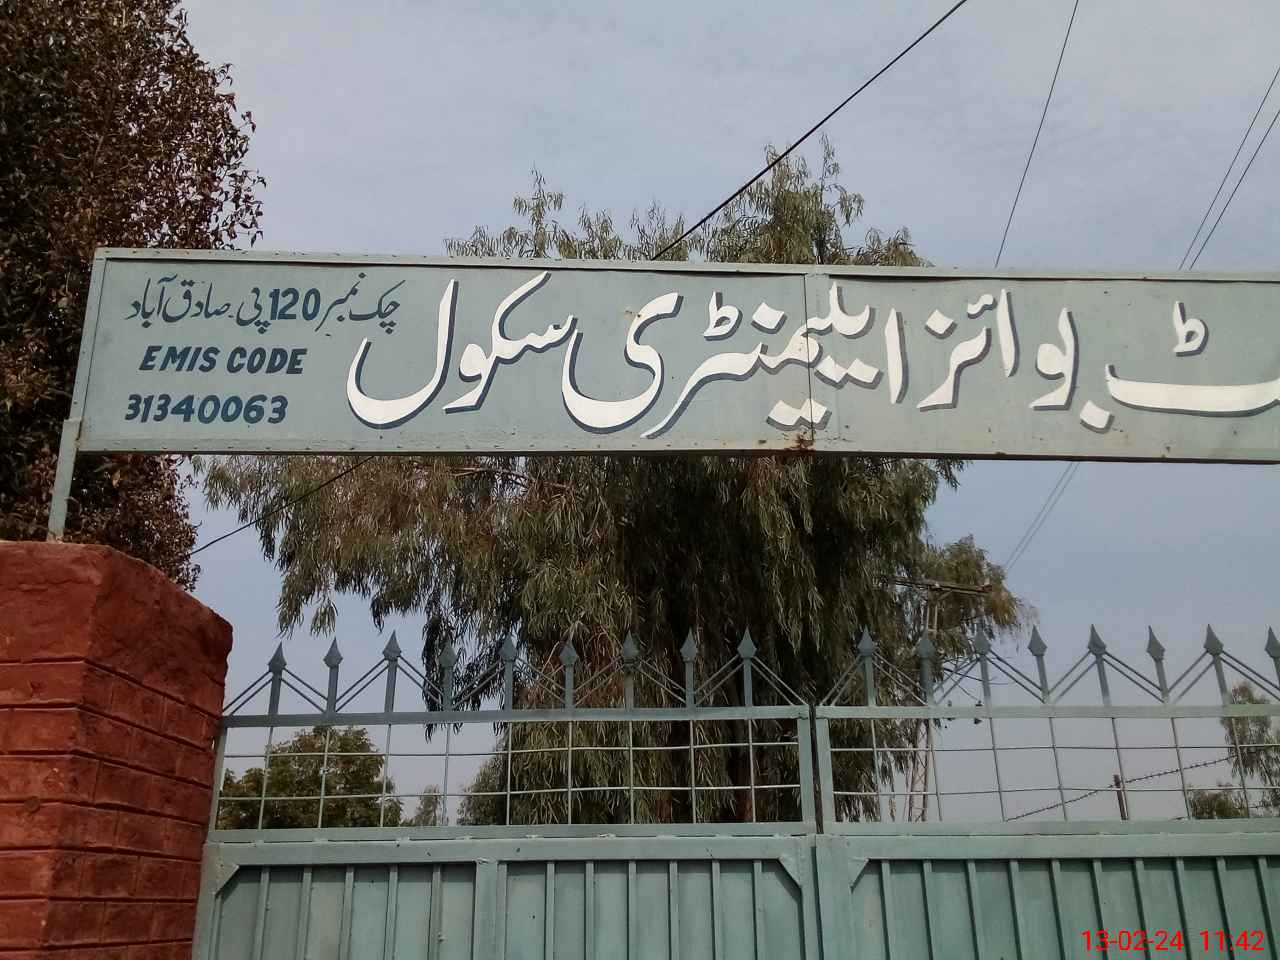 بوائز ایلیمنٹری سکول
چک نمبر 120 پی ۔ صادق آباد
EMIS CODE
31340063
13-02-24 11:42